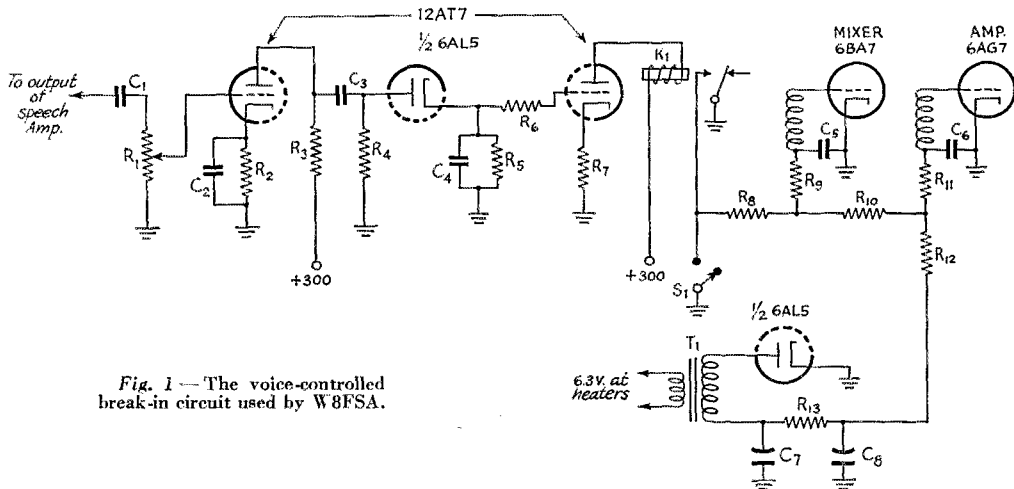 12AT7
½ 6AL5
MIXER
6BA7
AMP.
6AG7
To output
of
speech
Amp.
C1
R1
C2
R2
R3
C3
R4
C4
R5
R6
R7
K1
+300
+300
S1
R8
R9
C5
R10
R11
C6
R12
½ 6AL5
T1
6.3V. at
heaters
R13
C7
C8
Fig. 1 — The voice-controlled
break-in circuit used by W8FSA.